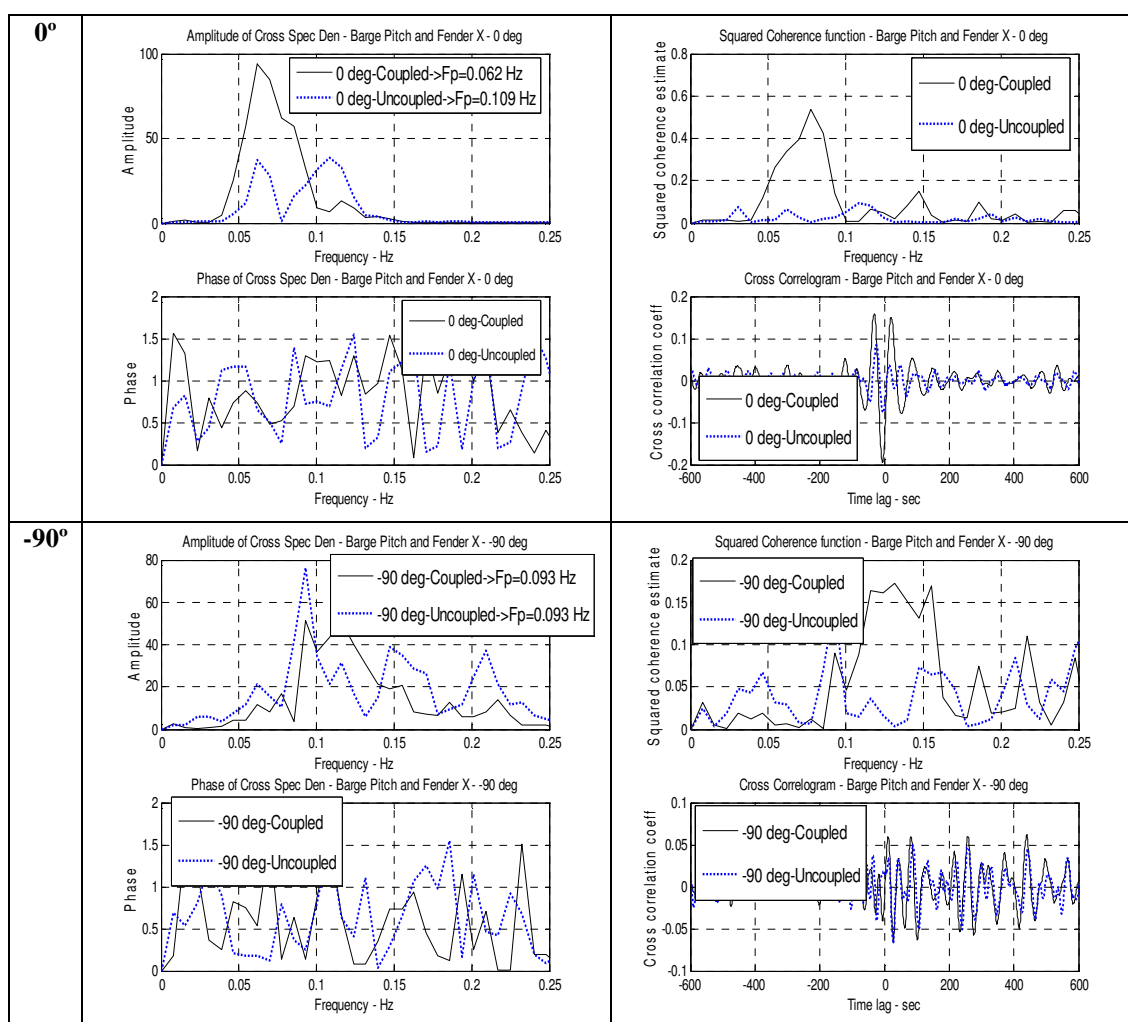 0º
Amplitude of Cross Spec Den - Barge Pitch and Fender X - 0 deg
100
50
0
Amplitude
0 deg-Coupled->Fp=0.062 Hz
0 deg-Uncoupled->Fp=0.109 Hz
0 0.05 0.1 0.15 0.2 0.25
Frequency - Hz
Squared Coherence function - Barge Pitch and Fender X - 0 deg
0.8
0.6
0.4
0.2
0
Squared coherence estimate
0 deg-Coupled
0 deg-Uncoupled
0 0.05 0.1 0.15 0.2 0.25
Frequency - Hz
Phase of Cross Spec Den - Barge Pitch and Fender X - 0 deg
2
1.5
1
0.5
0
Phase
0 deg-Coupled
0 deg-Uncoupled
0 0.05 0.1 0.15 0.2 0.25
Frequency - Hz
Cross Correlogram - Barge Pitch and Fender X - 0 deg
0.2
0.1
0
-0.1
-0.2
Cross correlation coeff
0 deg-Coupled
0 deg-Uncoupled
-600 -400 -200 0 200 400 600
Time lag - sec
-90º
Amplitude of Cross Spec Den - Barge Pitch and Fender X - -90 deg
80
60
40
20
0
Amplitude
-90 deg-Coupled->Fp=0.093 Hz
-90 deg-Uncoupled->Fp=0.093 Hz
0 0.05 0.1 0.15 0.2 0.25
Frequency - Hz
Squared Coherence function - Barge Pitch and Fender X - -90 deg
0.2
0.15
0.1
0.05
0
Squared coherence estimate
-90 deg-Coupled
-90 deg-Uncoupled
0 0.05 0.1 0.15 0.2 0.25
Frequency - Hz
Phase of Cross Spec Den - Barge Pitch and Fender X - -90 deg
2
1.5
1
0.5
0
Phase
-90 deg-Coupled
-90 deg-Uncoupled
0 0.05 0.1 0.15 0.2 0.25
Frequency - Hz
Cross Correlogram - Barge Pitch and Fender X - -90 deg
0.1
0.05
0
-0.05
-0.1
Cross correlation coeff
-90 deg-Coupled
-90 deg-Uncoupled
-600 -400 -200 0 200 400 600
Time lag - sec